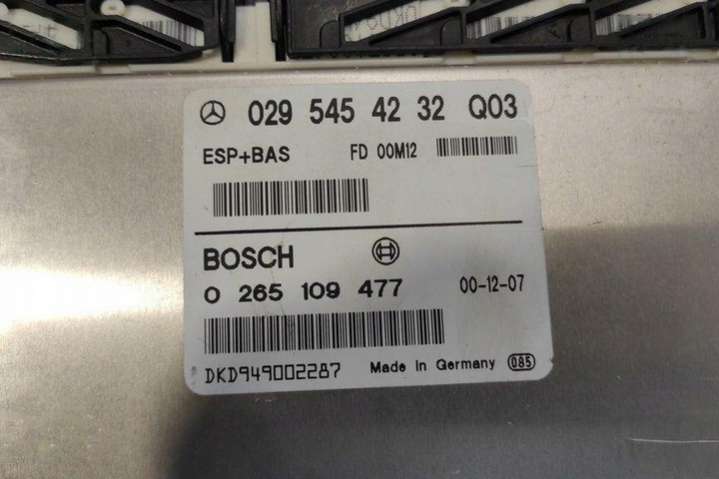 029 545 42 32 Q03
ESP+BAS FD 00M12
BOSCH
0 265 109 477 00-12-07
DKD949002287 Made in Germany 085